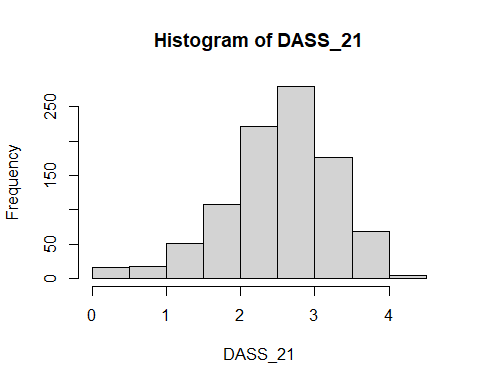 Histogram of DASS_21
Frequency
250
150
50
0
0 1 2 3 4
DASS_21